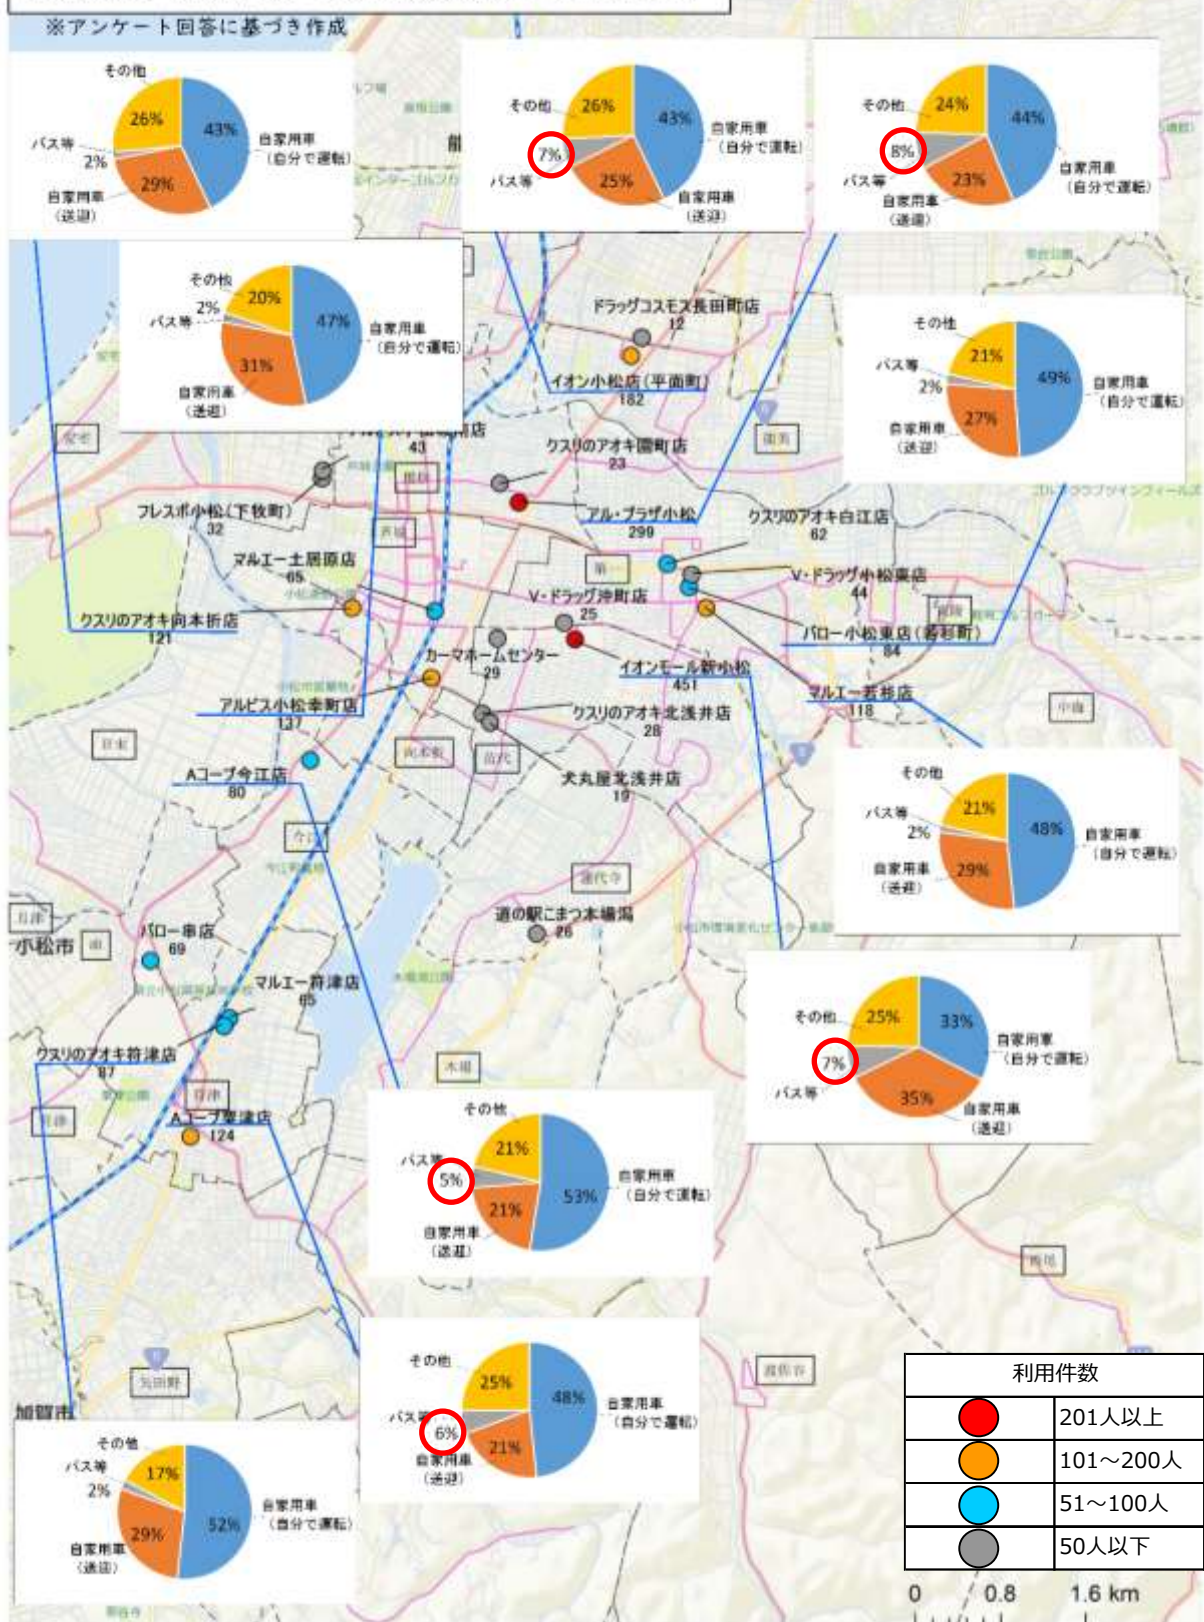 ※アンケート回答に基づき作成
その他
26%
43%
バス等
2%
自家用車
(自分で運転)
29%
自家用車
(送迎)
その他
26%
43%
7%
自家用車
(自分で運転)
バス等
25%
自家用車
(送迎)
その他
24%
44%
8%
バス等
自家用車
(自分で運転)
23%
自家用車
(送迎)
その他
20%
2%
47%
バス等
自家用車
(自分で運転)
31%
自家用車
(送迎)
ドラッグコスモス長田町店
12
イオン小松店(平面町)
182
その他
21%
49%
バス等
2%
自家用車
(自分で運転)
27%
自家用車
(送迎)
43
クスリのアオキ園町店
23
フレスポ小松(下牧町)
32
アル・プラザ小松
299
クスリのアオキ白江店
62
マルエー土居原店
65
第一
V・ドラッグ小松東店
44
V・ドラッグ沖町店
25
クスリのアオキ向本折店
121
バロー小松東店(若杉町)
84
カーマホームセンター
29
イオンモール新小松
451
マルエー若杉店
118
アルビス小松幸町店
137
クスリのアオキ北浅井店
28
中海
向本折
苗代
Aコープ今江店
80
犬丸屋北浅井店
19
今江
その他
21%
48%
バス等
2%
自家用車
(自分で運転)
29%
自家用車
(送迎)
蓮代寺
道の駅こまつ木場潟
26
小松市
バロー串店
69
マルエー符津店
65
クスリのアオキ符津店
87
木場
その他
25%
33%
7%
自家用車
(自分で運転)
バス等
35%
自家用車
(送迎)
符津
Aコープ粟津店
124
その他
21%
バス等
5%
53%
自家用車
(自分で運転)
21%
自家用車
(送迎)
矢田野
加賀市
その他
25%
48%
バス等
6%
自家用車
(自分で運転)
21%
自家用車
(送迎)
その他
17%
バス等
2%
52%
自家用車
(自分で運転)
29%
自家用車
(送迎)
利用件数
201人以上
101～200人
51～100人
50人以下
0 0.8 1.6 km